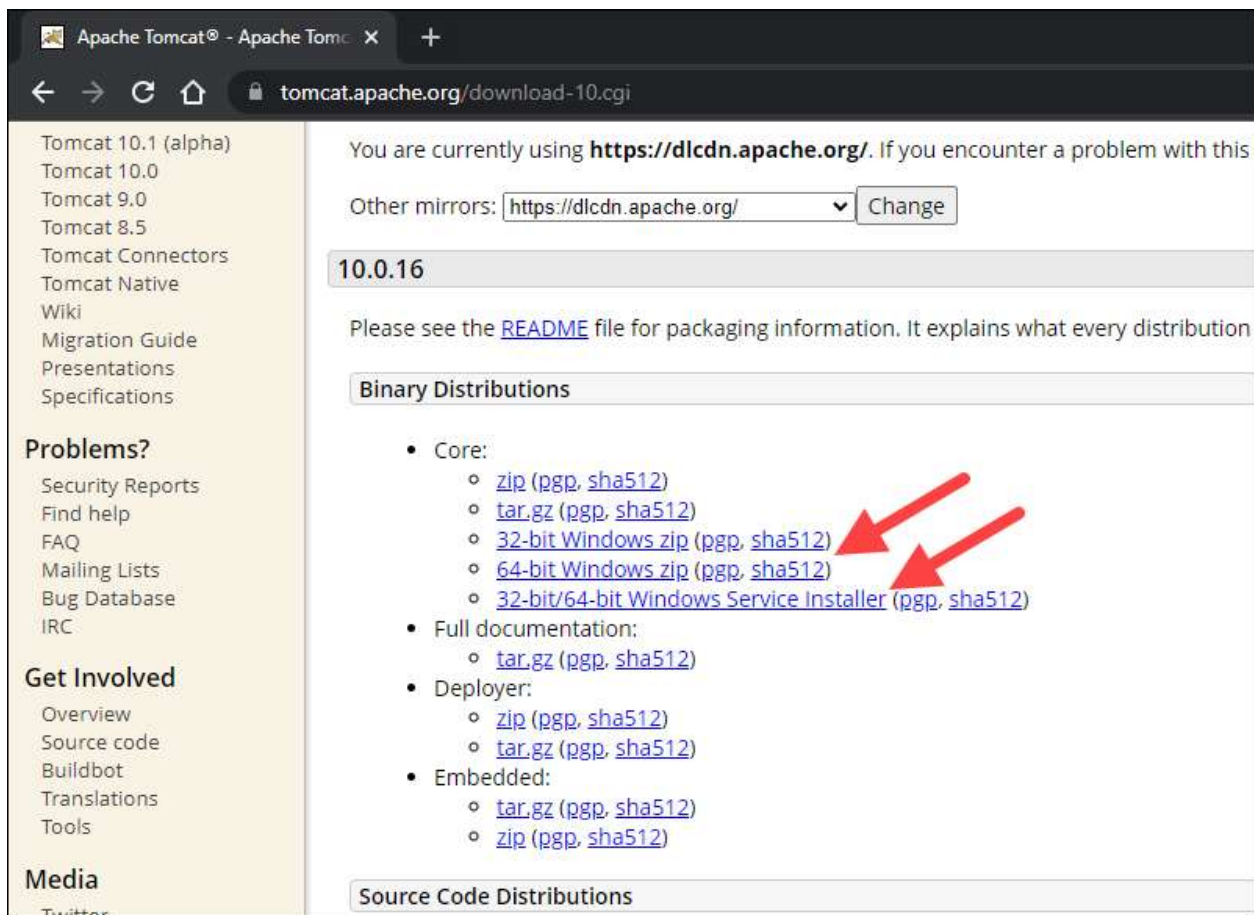 Apache Tomcat® - Apache Tomc
tomcat.apache.org/download-10.cgi
Tomcat 10.1 (alpha)
Tomcat 10.0
Tomcat 9.0
Tomcat 8.5
Tomcat Connectors
Tomcat Native
Wiki
Migration Guide
Presentations
Specifications
Problems?
Security Reports
Find help
FAQ
Mailing Lists
Bug Database
IRC
Get Involved
Overview
Source code
Buildbot
Translations
Tools
Media
Twitter
You are currently using https://dlcdn.apache.org/. If you encounter a problem with this
Other mirrors: https://dlcdn.apache.org/ Change
10.0.16
Please see the README file for packaging information. It explains what every distribution
Binary Distributions
• Core:
zip (pgp, sha512)
tar.gz (pgp, sha512)
32-bit Windows zip (pgp, sha512)
64-bit Windows zip (pgp, sha512)
32-bit/64-bit Windows Service Installer (pgp, sha512)
• Full documentation:
tar.gz (pgp, sha512)
• Deployer:
zip (pgp, sha512)
tar.gz (pgp, sha512)
• Embedded:
tar.gz (pgp, sha512)
zip (pgp, sha512)
Source Code Distributions